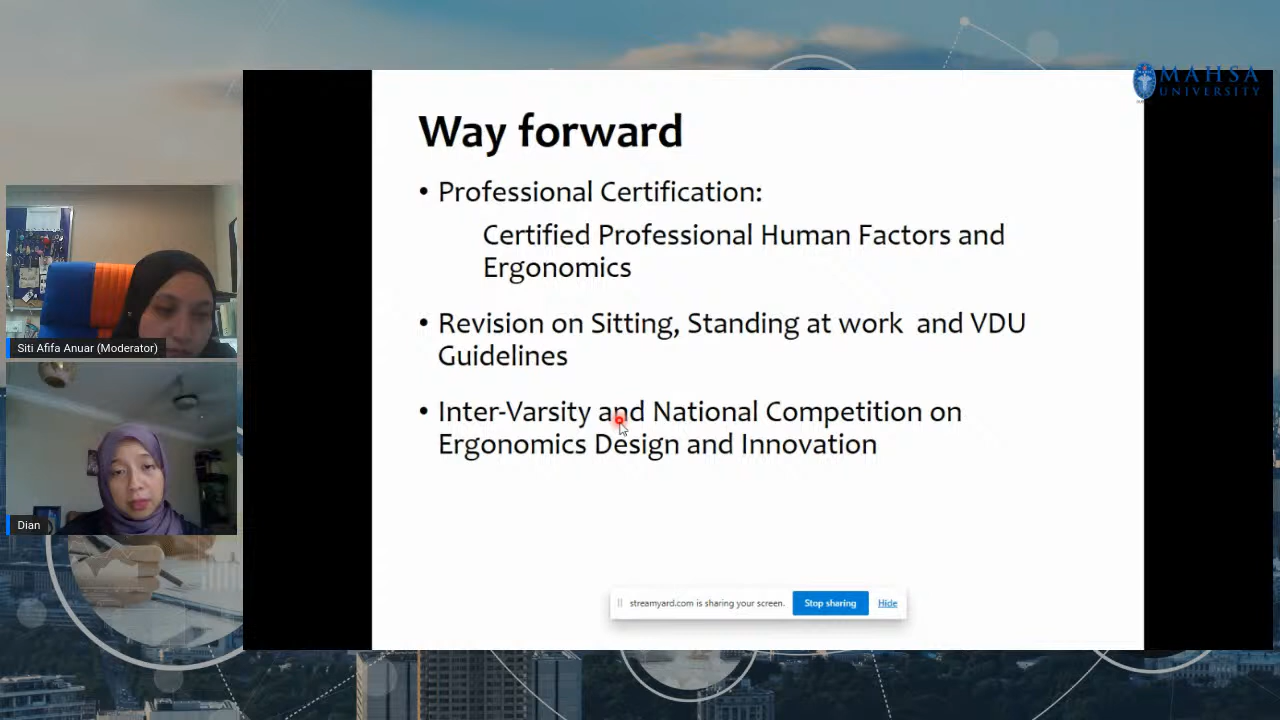 MAHSA
UNIVERSITY
Way forward
• Professional Certification:
Certified Professional Human Factors and
Ergonomics
• Revision on Sitting, Standing at work and VDU
Guidelines
• Inter-Varsity and National Competition on
Ergonomics Design and Innovation
Siti Afifa Anuar (Moderator)
Dian
streamyard.com is sharing your screen.
Stop sharing
Hide